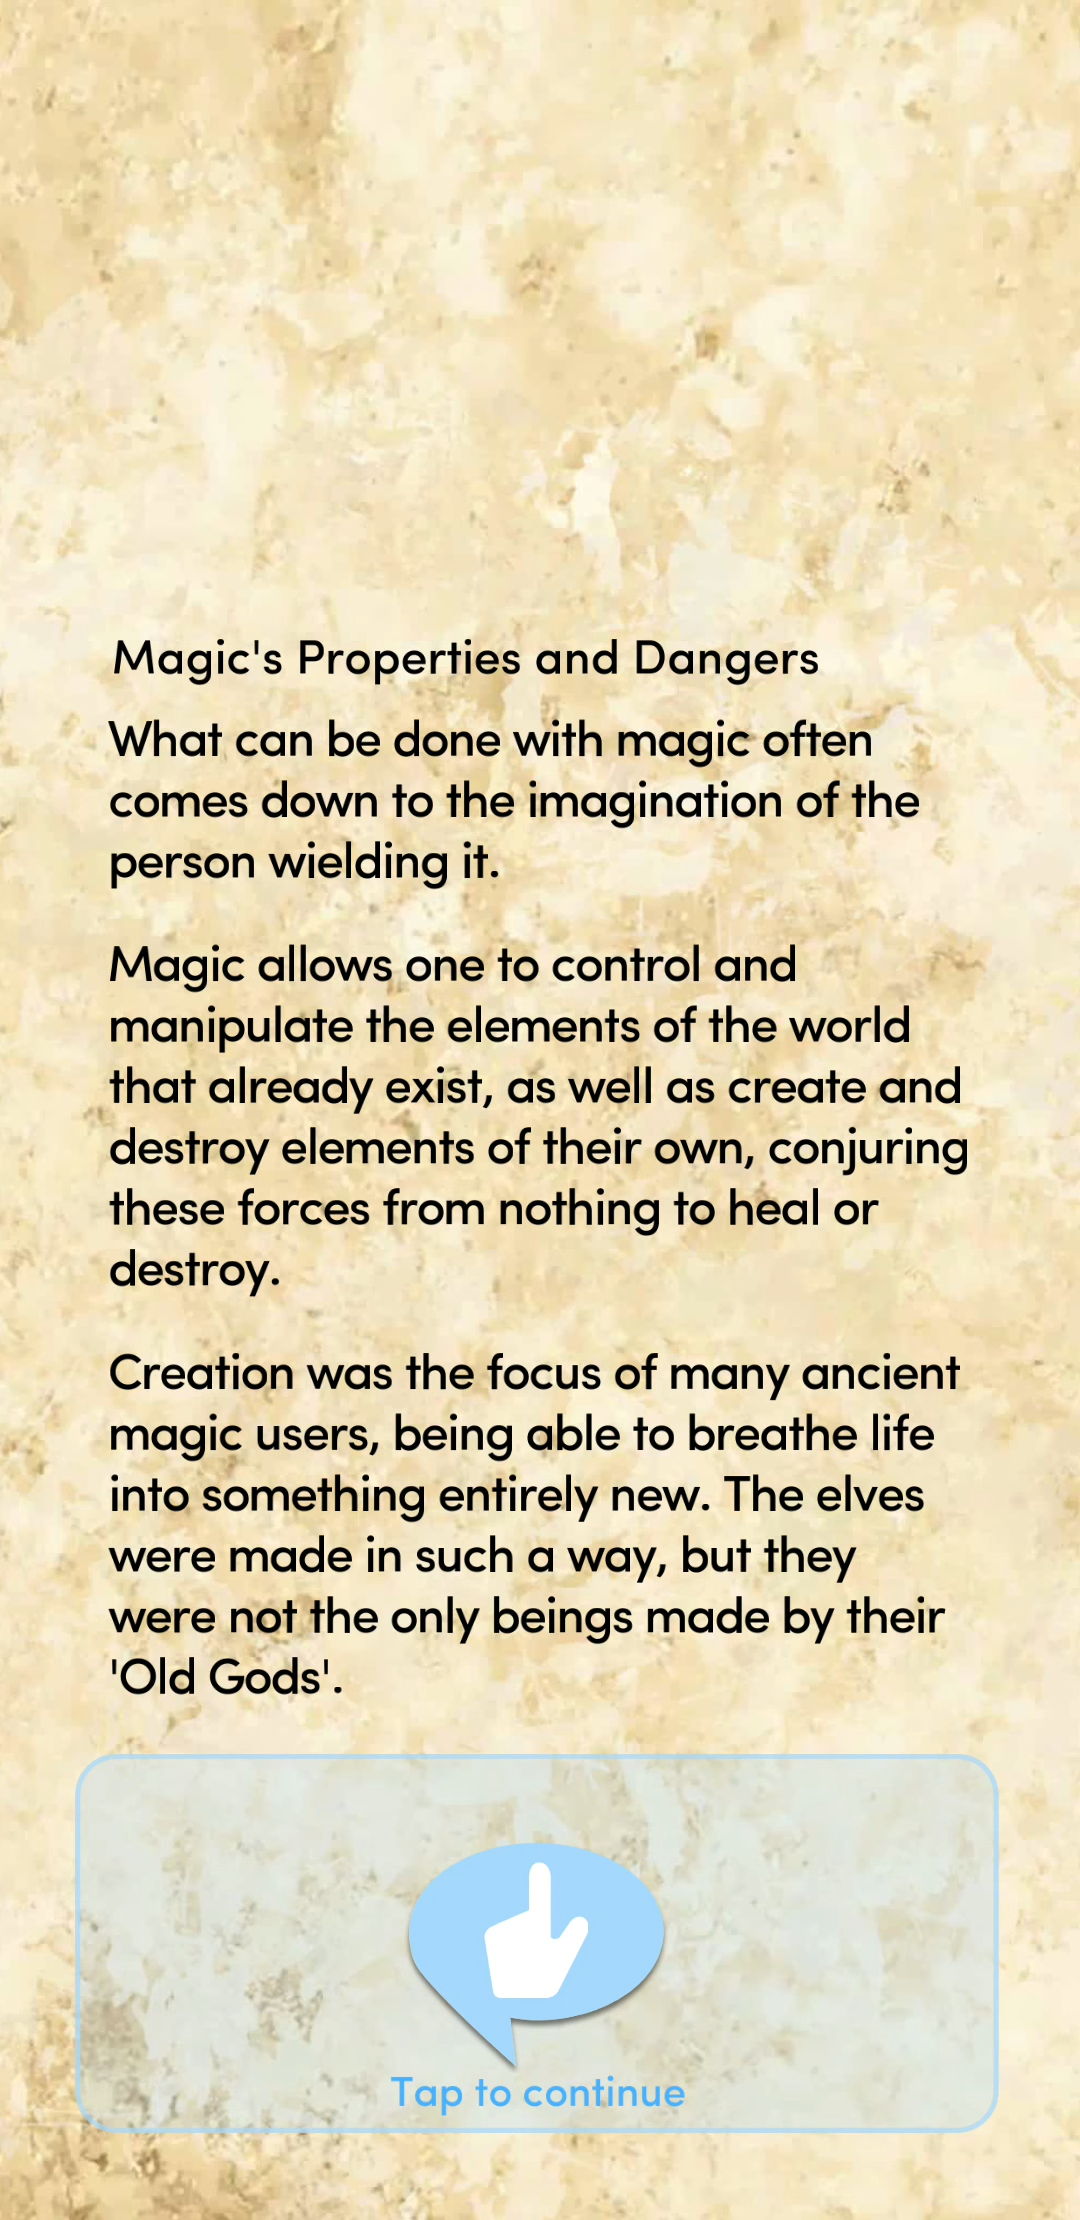 Magic's Properties and Dangers
What can be done with magic often
comes down to the imagination of the
person wielding it.
Magic allows one to control and
manipulate the elements of the world
that already exist, as well as create and
destroy elements of their own, conjuring
these forces from nothing to heal or
destroy.
Creation was the focus of many ancient
magic users, being able to breathe life
into something entirely new. The elves
were made in such a way, but they
were not the only beings made by their
'Old Gods'.
Tap to continue